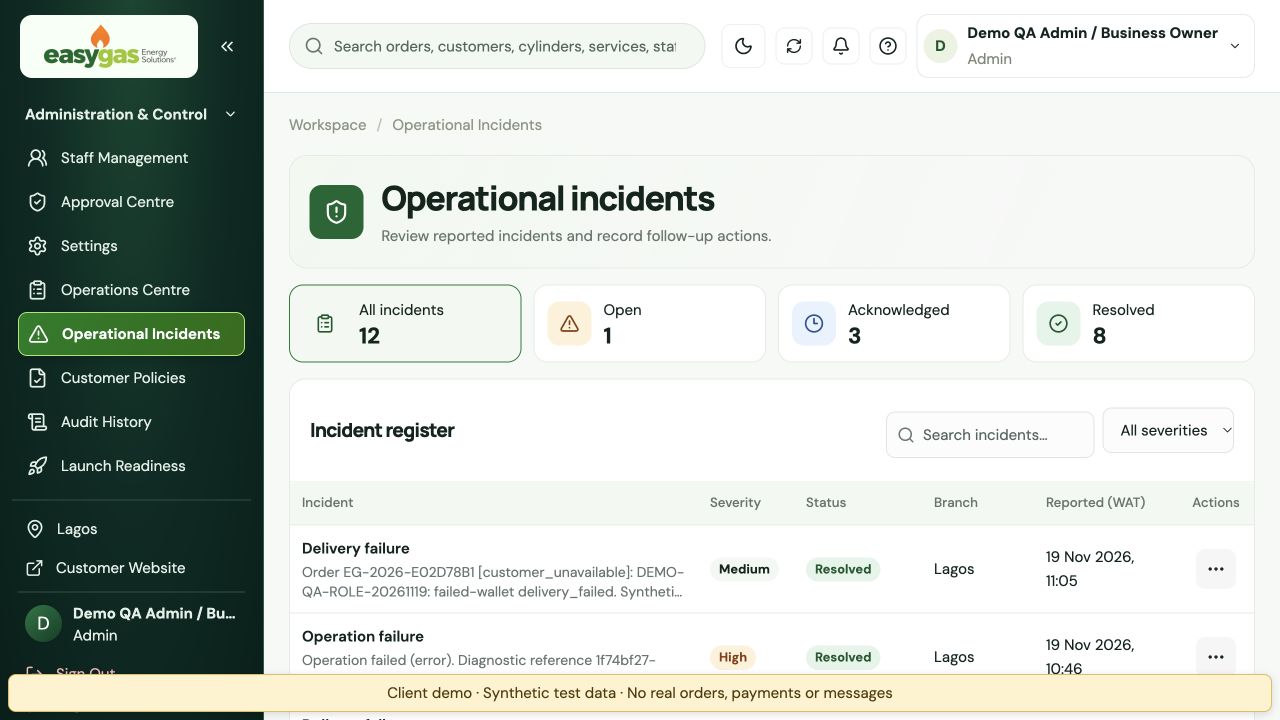 easygas Energy Solutions
Administration & Control
Staff Management
Approval Centre
Settings
Operations Centre
Operational Incidents
Customer Policies
Audit History
Launch Readiness
Lagos
Customer Website
D
Demo QA Admin / Bu...
Admin
Sign Out
Search orders, customers, cylinders, services, sta
D
Demo QA Admin / Business Owner
Admin
Workspace / Operational Incidents
Operational incidents
Review reported incidents and record follow-up actions.
All incidents
12
Open
1
Acknowledged
3
Resolved
8
Incident register
Search incidents...
All severities
Incident Severity Status Branch Reported (WAT) Actions
Delivery failure
Order EG-2026-E02D78B1 [customer_unavailable]: DEMO-
QA-ROLE-20261119: failed-wallet delivery_failed. Syntheti...
Medium
Resolved
Lagos
19 Nov 2026,
11:05
Operation failure
Operation failed (error). Diagnostic reference 1f74bf27-
High
Resolved
Lagos
19 Nov 2026,
10:46
Client demo · Synthetic test data · No real orders, payments or messages